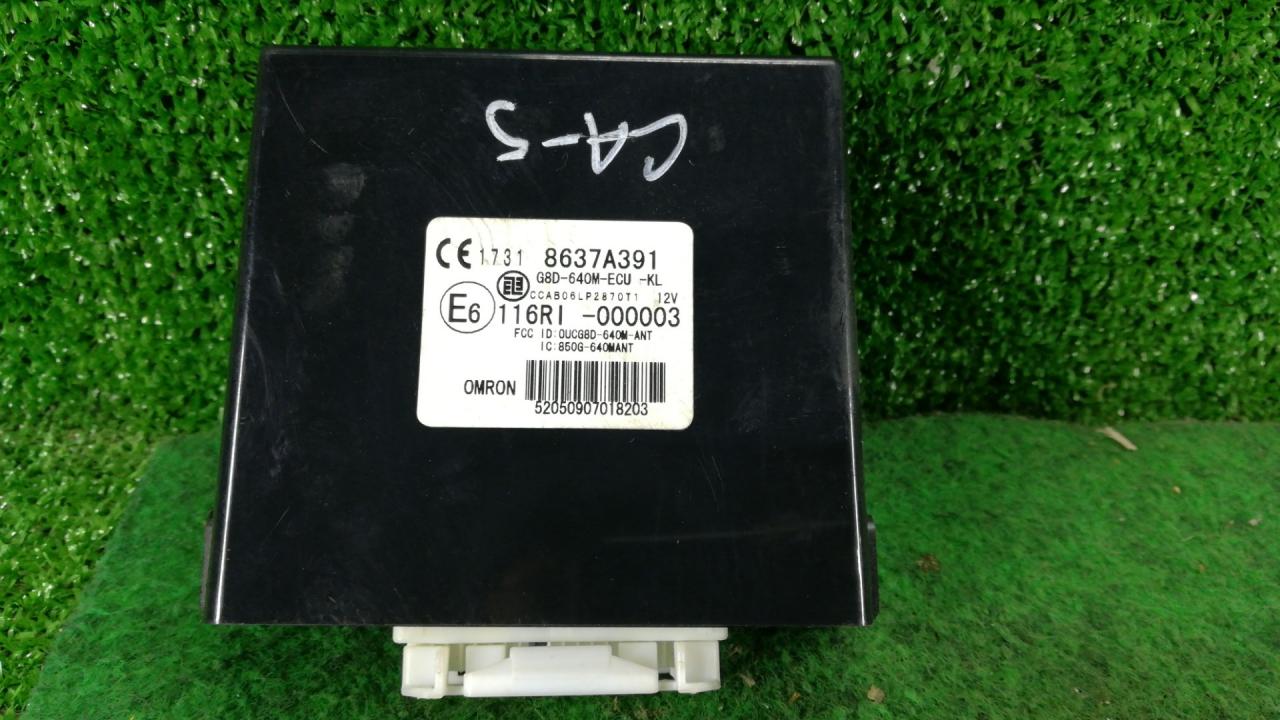 CA-5
CE 1731 8637A391
G8D-640M-ECU -KL
CCAB06LP2870T1 12V
E6 116RI -000003
FCC ID:OUCG8D-640M-ANT
IC:850G-640MANT
OMRON
52050907018203